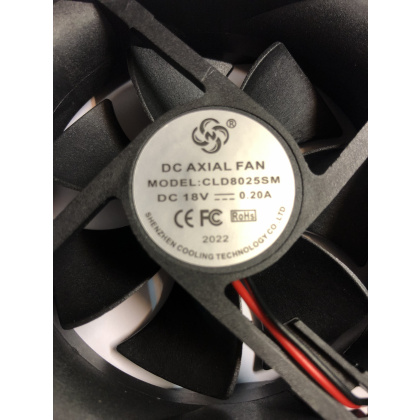 ®
DC AXIAL FAN
MODEL:CLD8025SM
DC 18V ⎓ 0.20A
CE FC RoHS
2022
SHENZHEN COOLING TECHNOLOGY CO LTD